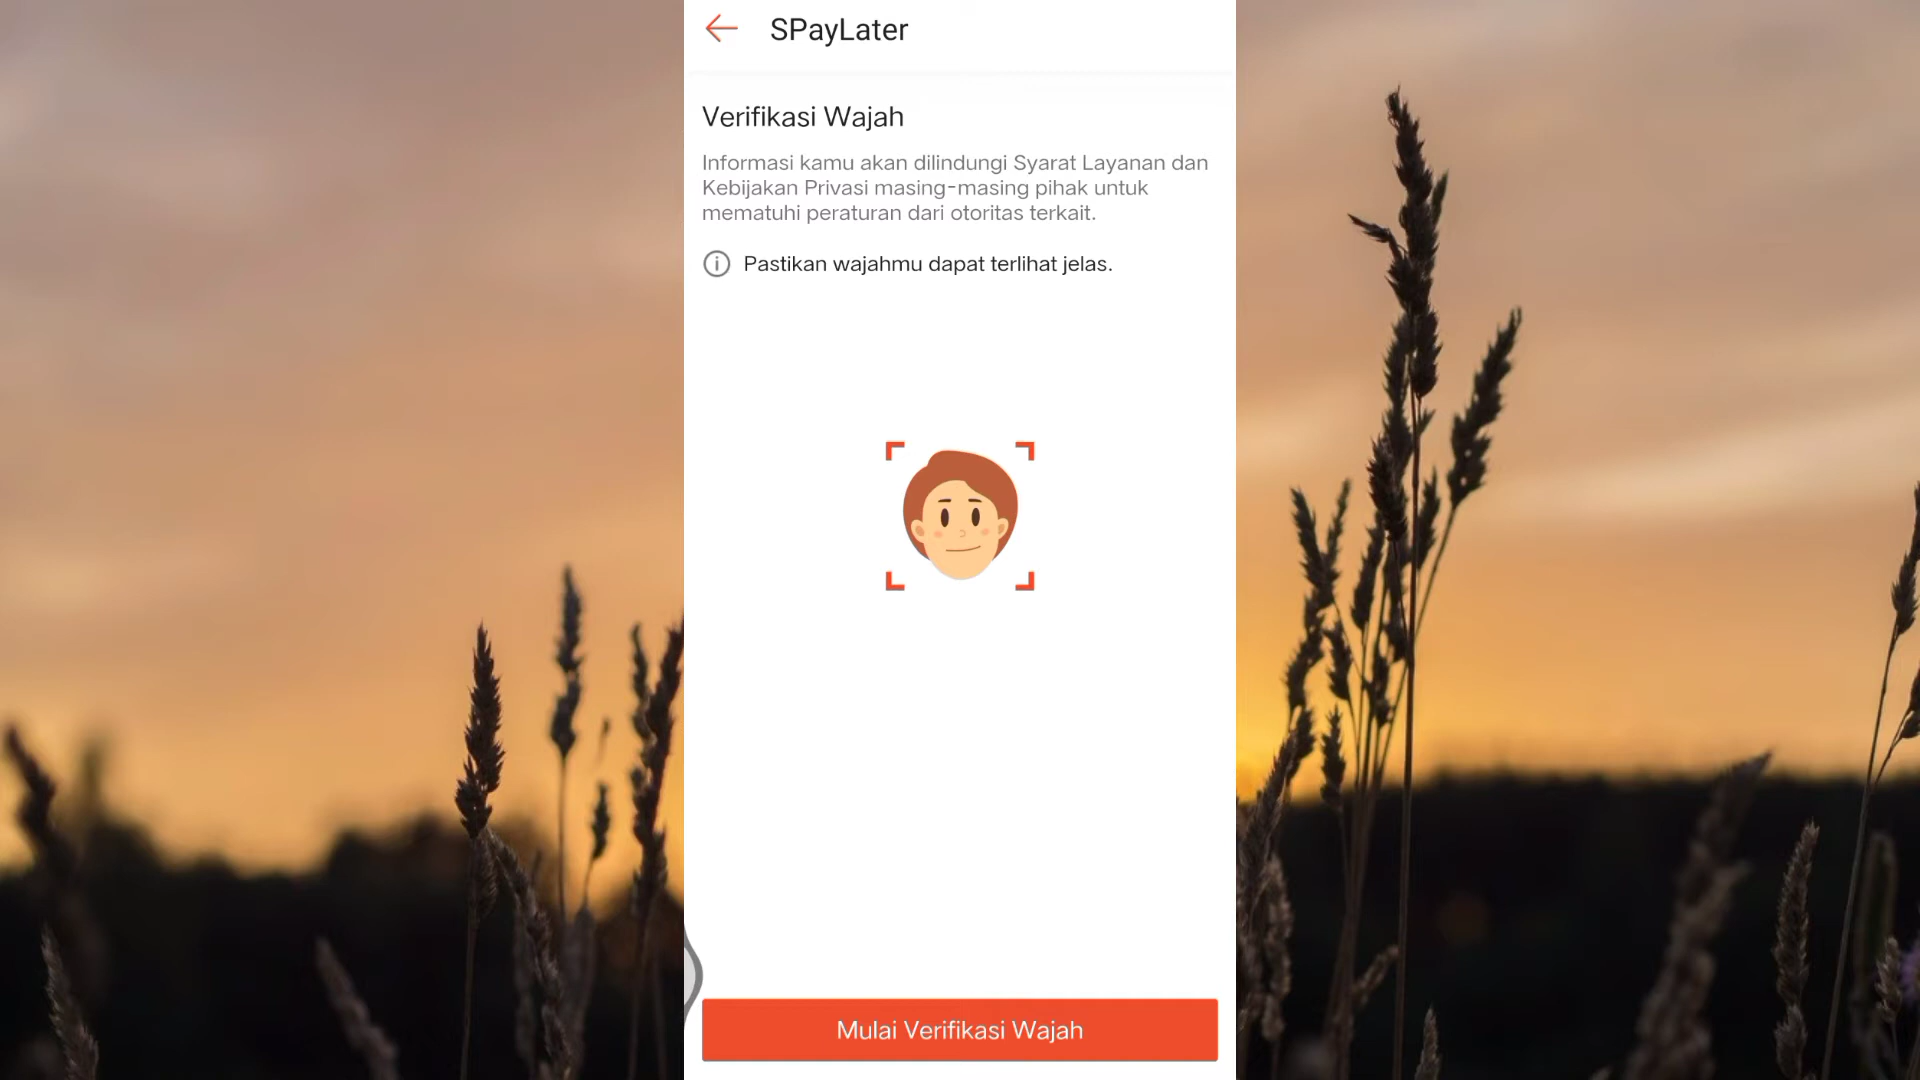 SPayLater
Verifikasi Wajah
Informasi kamu akan dilindungi Syarat Layanan dan
Kebijakan Privasi masing-masing pihak untuk
mematuhi peraturan dari otoritas terkait.
Pastikan wajahmu dapat terlihat jelas.
Mulai Verifikasi Wajah